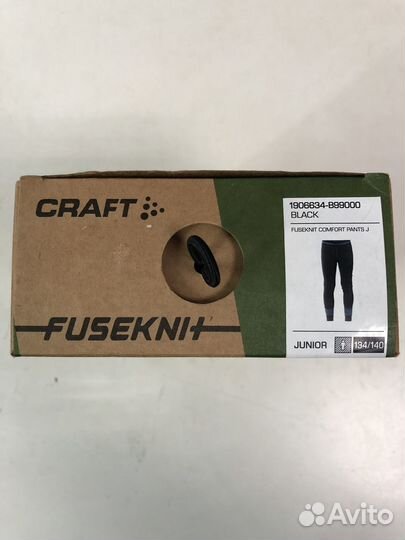 CRAFT
FUSEKNIT
1906634-B99000
BLACK
FUSEKNIT COMFORT PANTS J
JUNIOR
134/140
Avito